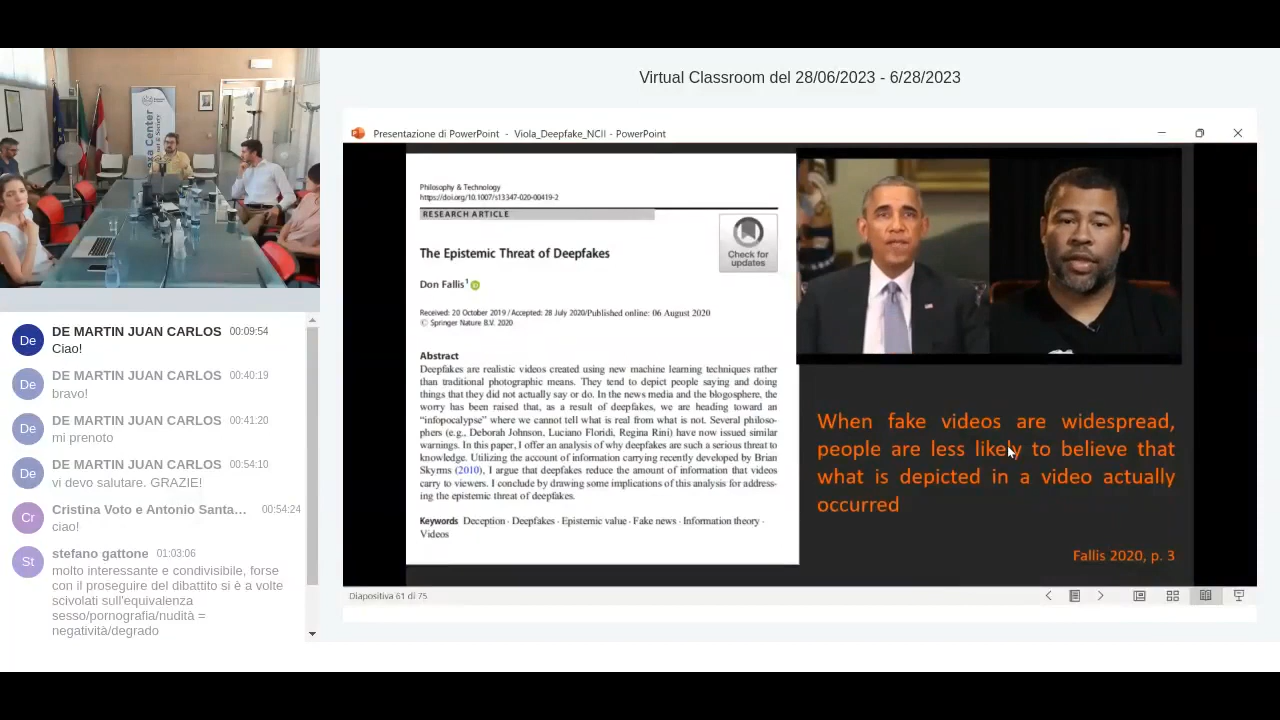 Virtual Classroom del 28/06/2023 - 6/28/2023
Presentazione di PowerPoint - Viola_Deepfake_NCII - PowerPoint
Philosophy & Technology
https://doi.org/10.1007/s13347-020-00419-2
RESEARCH ARTICLE
Check for
updates
The Epistemic Threat of Deepfakes
Don Fallis1
Received: 20 October 2019 / Accepted: 28 July 2020/Published online: 06 August 2020
© Springer Nature B.V. 2020
Abstract
Deepfakes are realistic videos created using new machine learning techniques rather
than traditional photographic means. They tend to depict people saying and doing
things that they did not actually say or do. In the news media and the blogosphere, the
worry has been raised that, as a result of deepfakes, we are heading toward an
“infopocalypse” where we cannot tell what is real from what is not. Several philoso-
phers (e.g., Deborah Johnson, Luciano Floridi, Regina Rini) have now issued similar
warnings. In this paper, I offer an analysis of why deepfakes are such a serious threat to
knowledge. Utilizing the account of information carrying recently developed by Brian
Skyrms (2010), I argue that deepfakes reduce the amount of information that videos
carry to viewers. I conclude by drawing some implications of this analysis for address-
ing the epistemic threat of deepfakes.
Keywords Deception · Deepfakes · Epistemic value · Fake news · Information theory ·
Videos
When fake videos are widespread,
people are less likely to believe that
what is depicted in a video actually
occurred
Fallis 2020, p. 3
Diapositiva 61 di 75
De
DE MARTIN JUAN CARLOS 00:09:54
Ciao!
De
DE MARTIN JUAN CARLOS 00:40:19
bravo!
De
DE MARTIN JUAN CARLOS 00:41:20
mi prenoto
De
DE MARTIN JUAN CARLOS 00:54:10
vi devo salutare. GRAZIE!
Cr
Cristina Voto e Antonio Santa... 00:54:24
ciao!
St
stefano gattone 01:03:06
molto interessante e condivisibile, forse
con il proseguire del dibattito si è a volte
scivolati sull'equivalenza
sesso/pornografia/nudità =
negatività/degrado